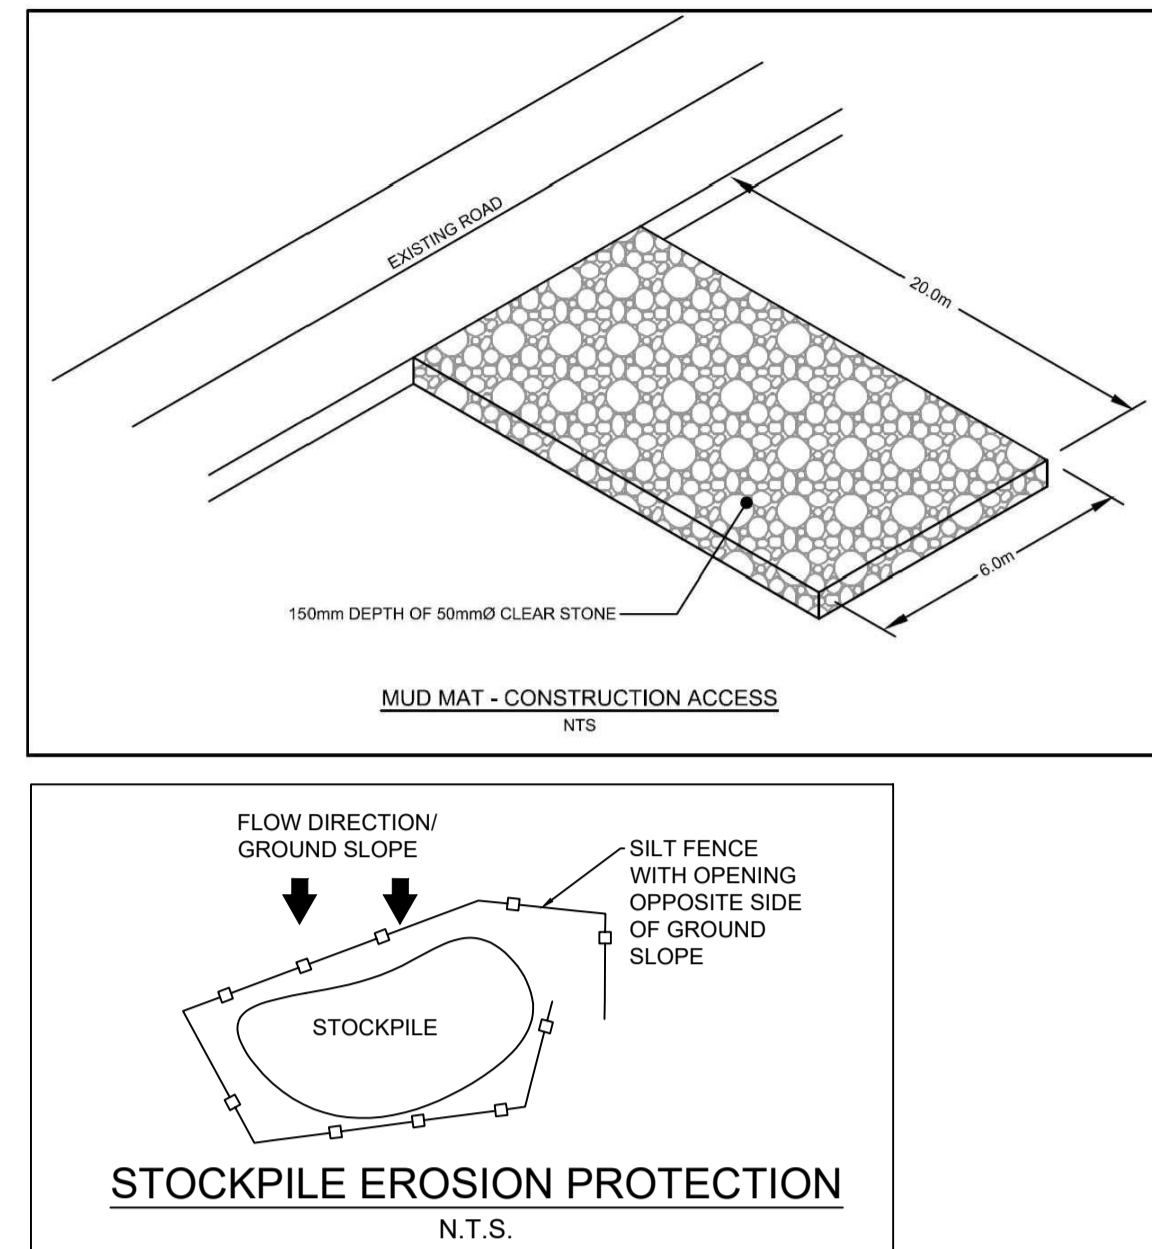 EXISTING ROAD
20.0m
6.0m
150mm DEPTH OF 50mmØ CLEAR STONE
MUD MAT - CONSTRUCTION ACCESS
NTS
FLOW DIRECTION/
GROUND SLOPE
SILT FENCE
WITH OPENING
OPPOSITE SIDE
OF GROUND
SLOPE
STOCKPILE
STOCKPILE EROSION PROTECTION
N.T.S.